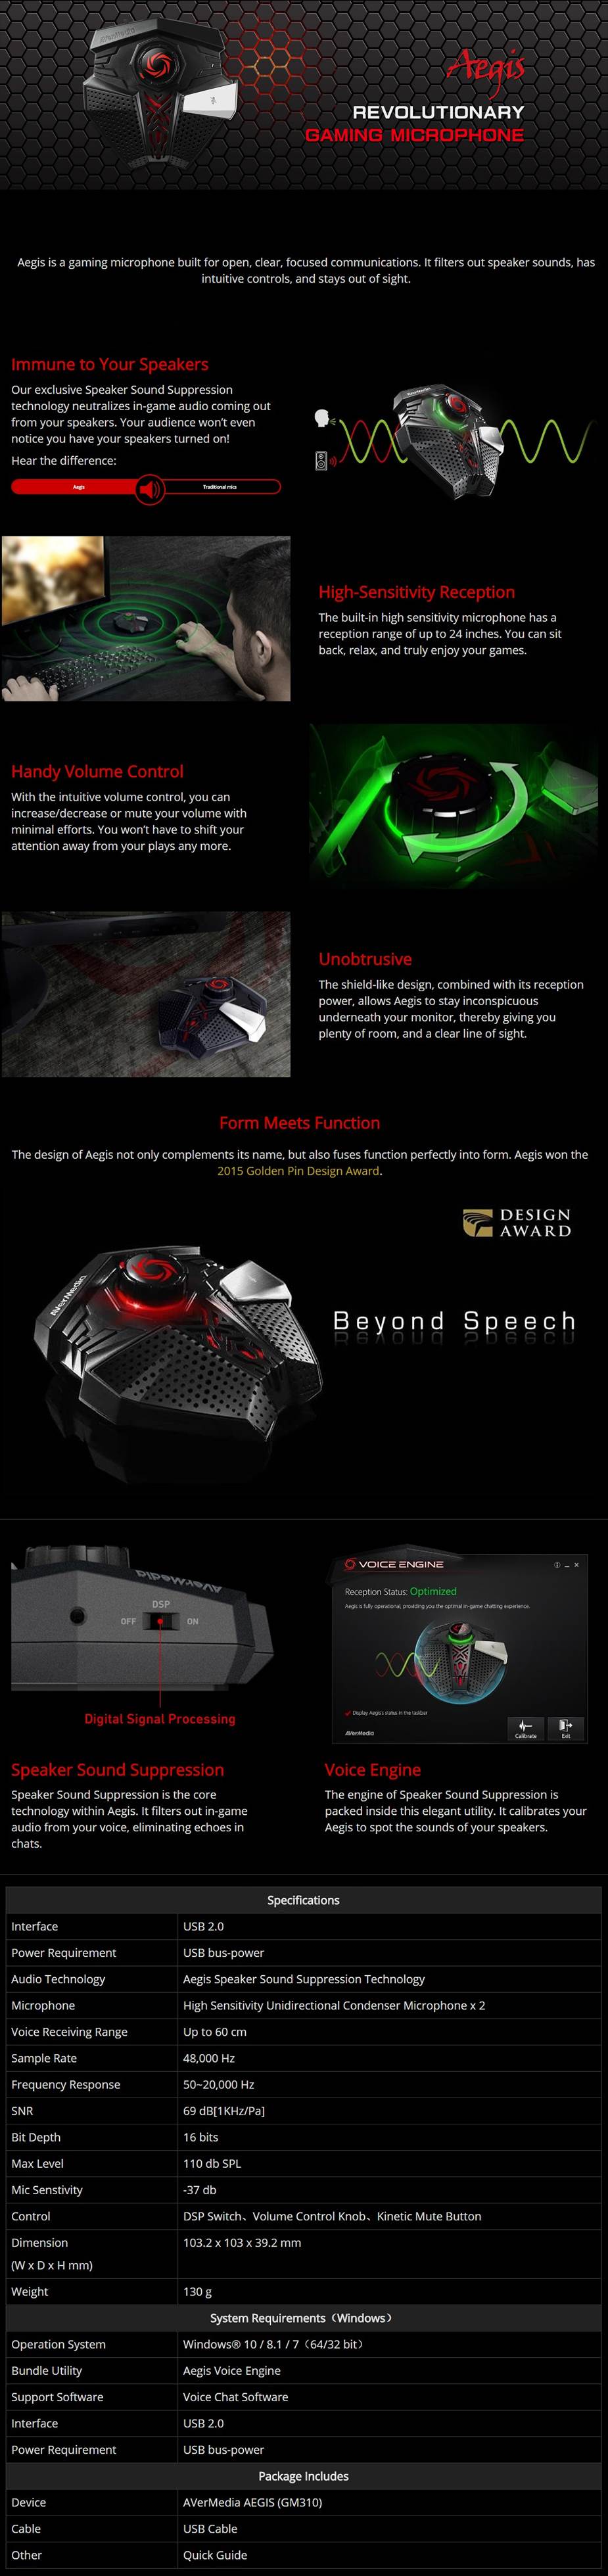 AVerMedia
Aegis
REVOLUTIONARY
GAMING MICROPHONE
Aegis is a gaming microphone built for open, clear, focused communications. It filters out speaker sounds, has
intuitive controls, and stays out of sight.
Immune to Your Speakers
Our exclusive Speaker Sound Suppression
technology neutralizes in-game audio coming out
from your speakers. Your audience won't even
notice you have your speakers turned on!
Hear the difference:
Aegis
Traditional mics
High-Sensitivity Reception
The built-in high sensitivity microphone has a
reception range of up to 24 inches. You can sit
back, relax, and truly enjoy your games.
Handy Volume Control
With the intuitive volume control, you can
increase/decrease or mute your volume with
minimal efforts. You won't have to shift your
attention away from your plays any more.
Unobtrusive
The shield-like design, combined with its reception
power, allows Aegis to stay inconspicuous
underneath your monitor, thereby giving you
plenty of room, and a clear line of sight.
Form Meets Function
The design of Aegis not only complements its name, but also fuses function perfectly into form. Aegis won the
2015 Golden Pin Design Award.
DESIGN
AWARD
AVerMedia
Beyond Speech
AVerMedia
DSP
OFF
ON
Digital Signal Processing
VOICE ENGINE
Reception Status: Optimized
Aegis is fully operational, providing you the optimal in-game chatting experience.
Display Aegis's status in the taskbar
AVerMedia
Calibrate
Exit
Speaker Sound Suppression
Speaker Sound Suppression is the core
technology within Aegis. It filters out in-game
audio from your voice, eliminating echoes in
chats.
Voice Engine
The engine of Speaker Sound Suppression is
packed inside this elegant utility. It calibrates your
Aegis to spot the sounds of your speakers.
Specifications
Interface USB 2.0
Power Requirement USB bus-power
Audio Technology Aegis Speaker Sound Suppression Technology
Microphone High Sensitivity Unidirectional Condenser Microphone x 2
Voice Receiving Range Up to 60 cm
Sample Rate 48,000 Hz
Frequency Response 50~20,000 Hz
SNR 69 dB[1KHz/Pa]
Bit Depth 16 bits
Max Level 110 db SPL
Mic Senstivity -37 db
Control DSP Switch、Volume Control Knob、Kinetic Mute Button
Dimension 103.2 x 103 x 39.2 mm
(W x D x H mm)
Weight 130 g
System Requirements（Windows）
Operation System Windows® 10 / 8.1 / 7（64/32 bit）
Bundle Utility Aegis Voice Engine
Support Software Voice Chat Software
Interface USB 2.0
Power Requirement USB bus-power
Package Includes
Device AVerMedia AEGIS (GM310)
Cable USB Cable
Other Quick Guide